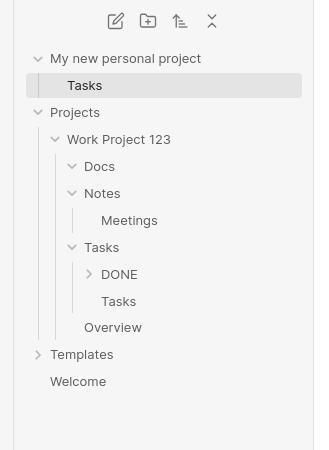 My new personal project
Tasks
Projects
Work Project 123
Docs
Notes
Meetings
Tasks
DONE
Tasks
Overview
Templates
Welcome